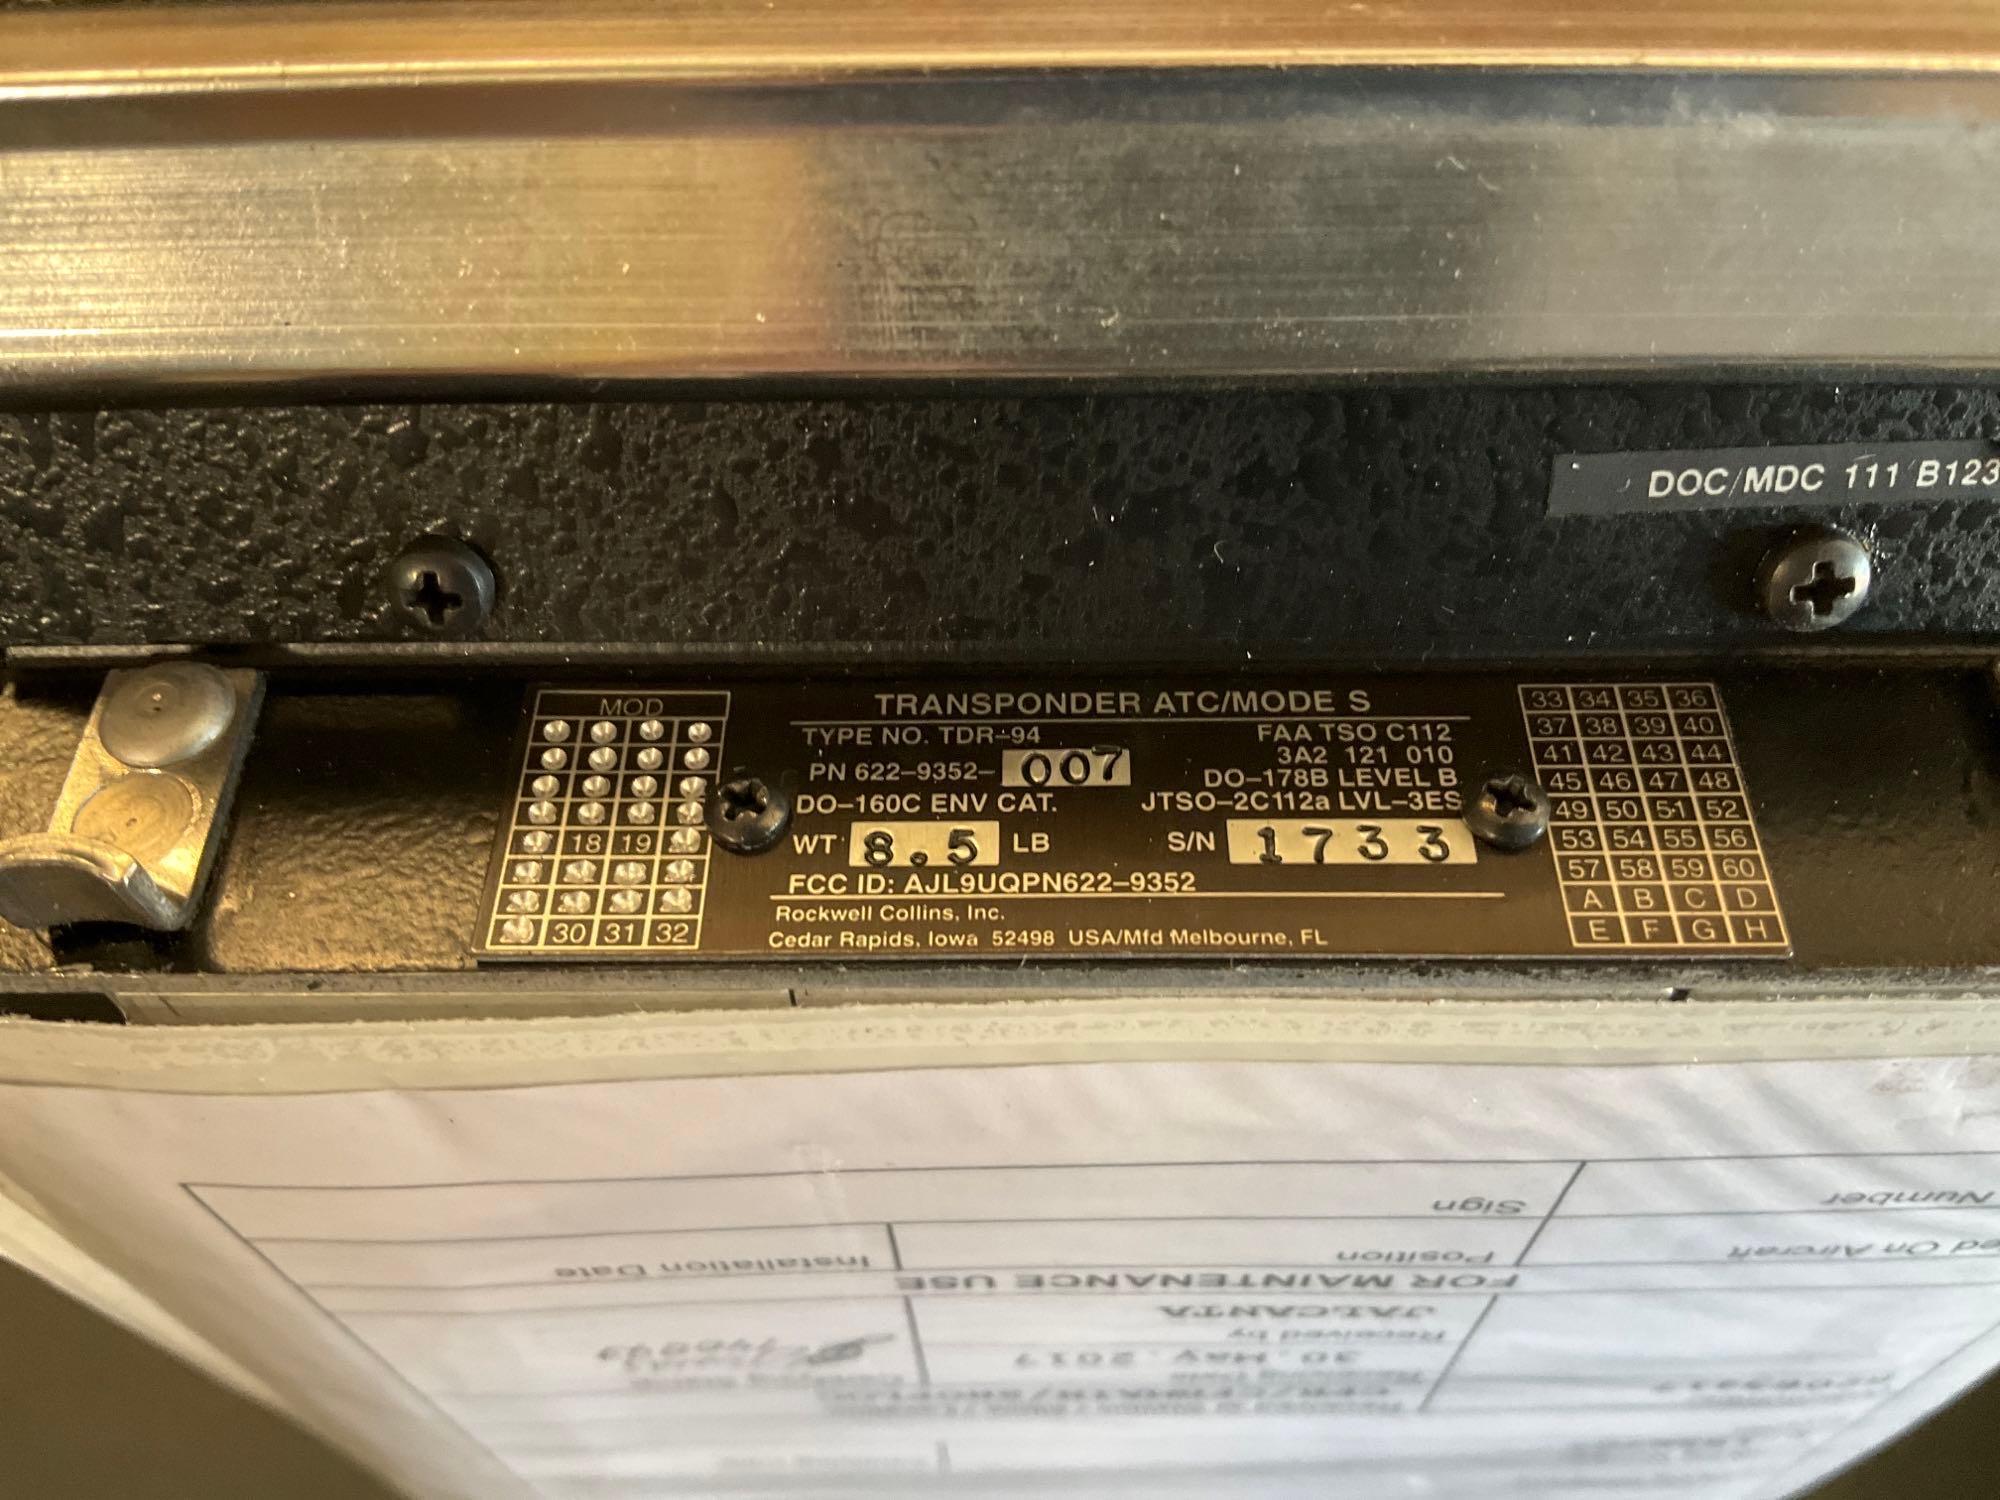 DOC/MDC 111 B123
MOD
18 19
30 31 32
TRANSPONDER ATC/MODE S
TYPE NO. TDR-94
PN 622-9352- 007
DO-160C ENV CAT.
WT 8.5 LB
FAA TSO C112
3A2 121 010
DO-178B LEVEL B
JTSO-2C112a LVL-3ES
S/N 1733
FCC ID: AJL9UQPN622-9352
Rockwell Collins, Inc.
Cedar Rapids, Iowa 52498 USA/Mfd Melbourne, FL
33 34 35 36
37 38 39 40
41 42 43 44
45 46 47 48
49 50 51 52
53 54 55 56
57 58 59 60
A B C D
E F G H
Number
Sign
ed On Aircraft
Position
Installation Date
FOR MAINTENANCE USE
JALCANTA
Received by
30.May.2017